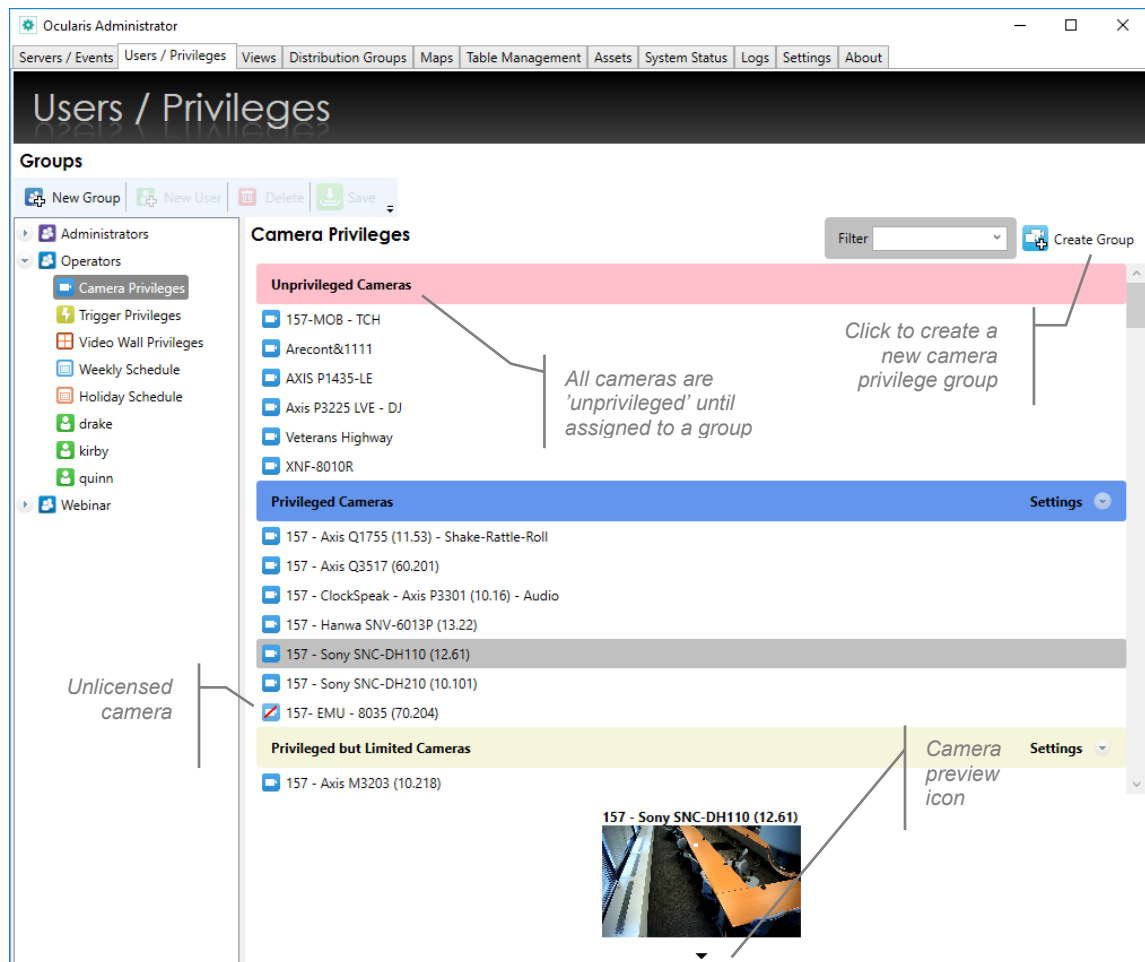 Ocularis Administrator
Servers / Events Users / Privileges Views Distribution Groups Maps Table Management Assets System Status Logs Settings About
Users / Privileges
Groups
New Group New User Delete Save
Administrators
Operators
Camera Privileges
Trigger Privileges
Video Wall Privileges
Weekly Schedule
Holiday Schedule
drake
kirby
quinn
Webinar
Camera Privileges
Filter
Create Group
Unprivileged Cameras
157-MOB - TCH
Arecont&1111
AXIS P1435-LE
Axis P3225 LVE - DJ
Veterans Highway
XNF-8010R
All cameras are
'unprivileged' until
assigned to a group
Click to create a
new camera
privilege group
Privileged Cameras Settings
157 - Axis Q1755 (11.53) - Shake-Rattle-Roll
157 - Axis Q3517 (60.201)
157 - ClockSpeak - Axis P3301 (10.16) - Audio
157 - Hanwa SNV-6013P (13.22)
157 - Sony SNC-DH110 (12.61)
157 - Sony SNC-DH210 (10.101)
157- EMU - 8035 (70.204)
Unlicensed
camera
Privileged but Limited Cameras Settings
157 - Axis M3203 (10.218)
Camera
preview
icon
157 - Sony SNC-DH110 (12.61)